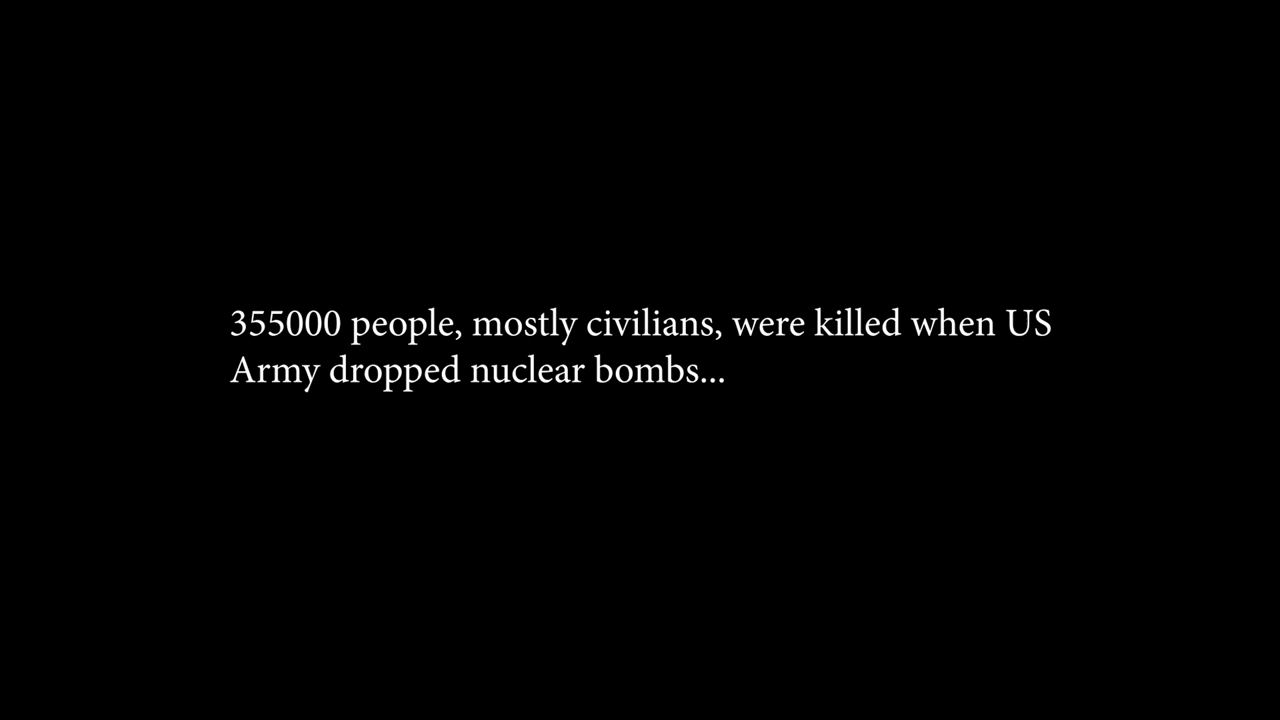 355000 people, mostly civilians, were killed when US
Army dropped nuclear bombs...